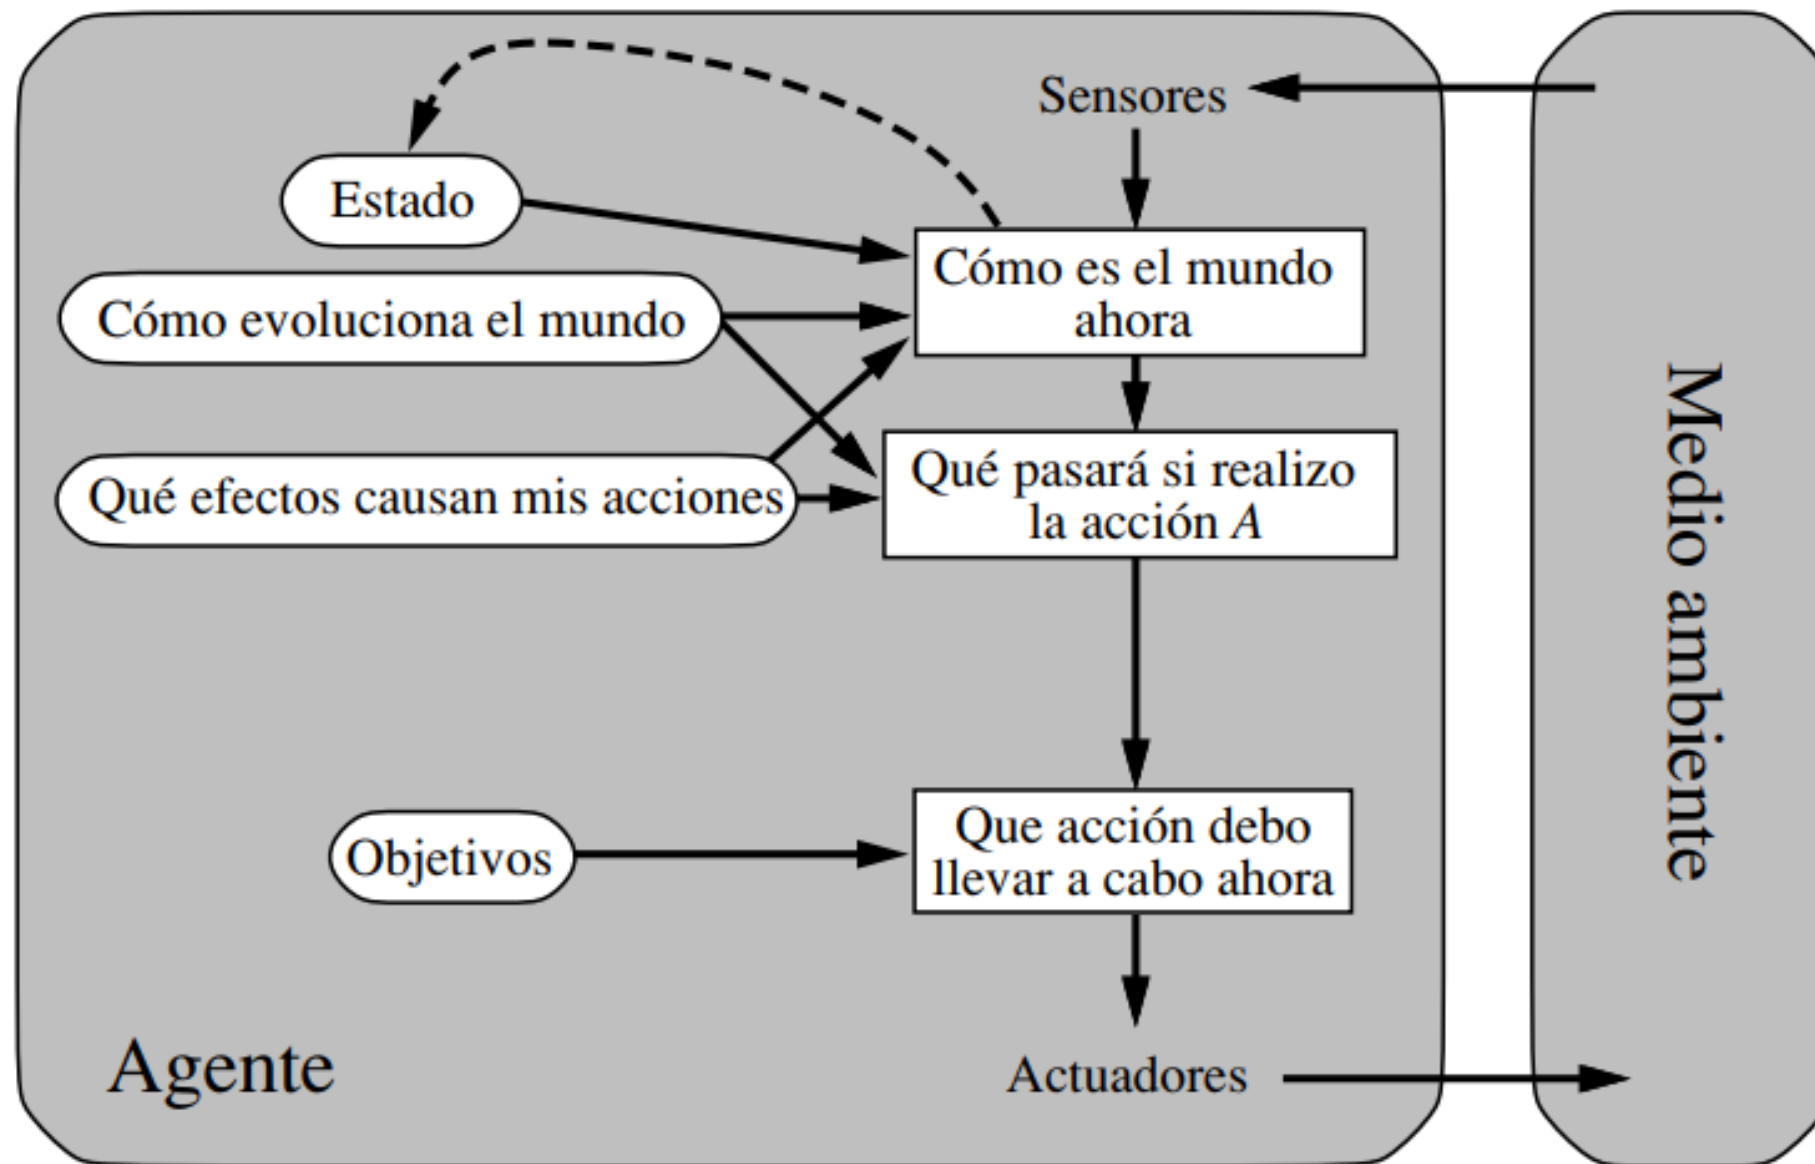 Sensores
Estado
Cómo es el mundo
ahora
Cómo evoluciona el mundo
Qué pasará si realizo
la acción A
Qué efectos causan mis acciones
Que acción debo
llevar a cabo ahora
Objetivos
Agente
Actuadores
Medio ambiente